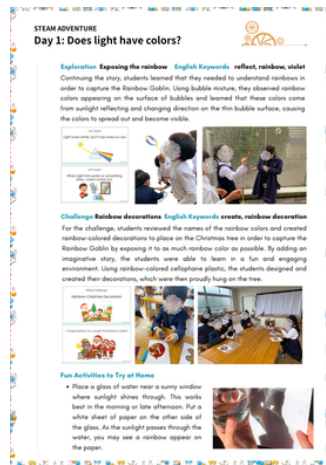 STEAM ADVENTURE
Day 1: Does light have colors?
Exploration Exposing the rainbow English Keywords reflect, rainbow, violet
Continuing the story, students learned that they needed to understand rainbows in
order to capture the Rainbow Goblin. Using bubble mixture, they observed rainbow
colors appearing on the surface of bubbles and learned that these colors come
from sunlight reflecting and changing direction on the thin bubble surface, causing
the colors to spread out and become visible.
Challenge Rainbow decorations English Keywords create, rainbow decoration
For the challenge, students reviewed the names of the rainbow colors and created
rainbow-colored decorations to place on the Christmas tree in order to capture the
Rainbow Goblin by exposing it to as much rainbow color as possible. By adding an
imaginative story, the students were able to learn in a fun and engaging
environment. Using rainbow-colored cellophane plastic, the students designed and
created their decorations, which were then proudly hung on the tree.
Rainbow Christmas Decoration
Fun Activities to Try at Home
• Place a glass of water near a sunny window
where sunlight shines through. This works
best in the morning or late afternoon. Put a
white sheet of paper on the other side of
the glass. As the sunlight passes through the
water, you may see a rainbow appear on
the paper.